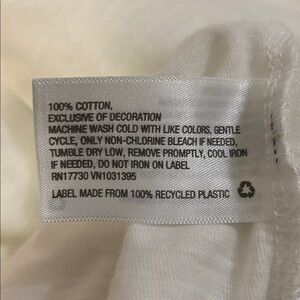 100% COTTON,
EXCLUSIVE OF DECORATION
MACHINE WASH COLD WITH LIKE COLORS, GENTLE
CYCLE, ONLY NON-CHLORINE BLEACH IF NEEDED,
TUMBLE DRY LOW, REMOVE PROMPTLY, COOL IRON
IF NEEDED, DO NOT IRON ON LABEL
RN17730 VN1031395
LABEL MADE FROM 100% RECYCLED PLASTIC